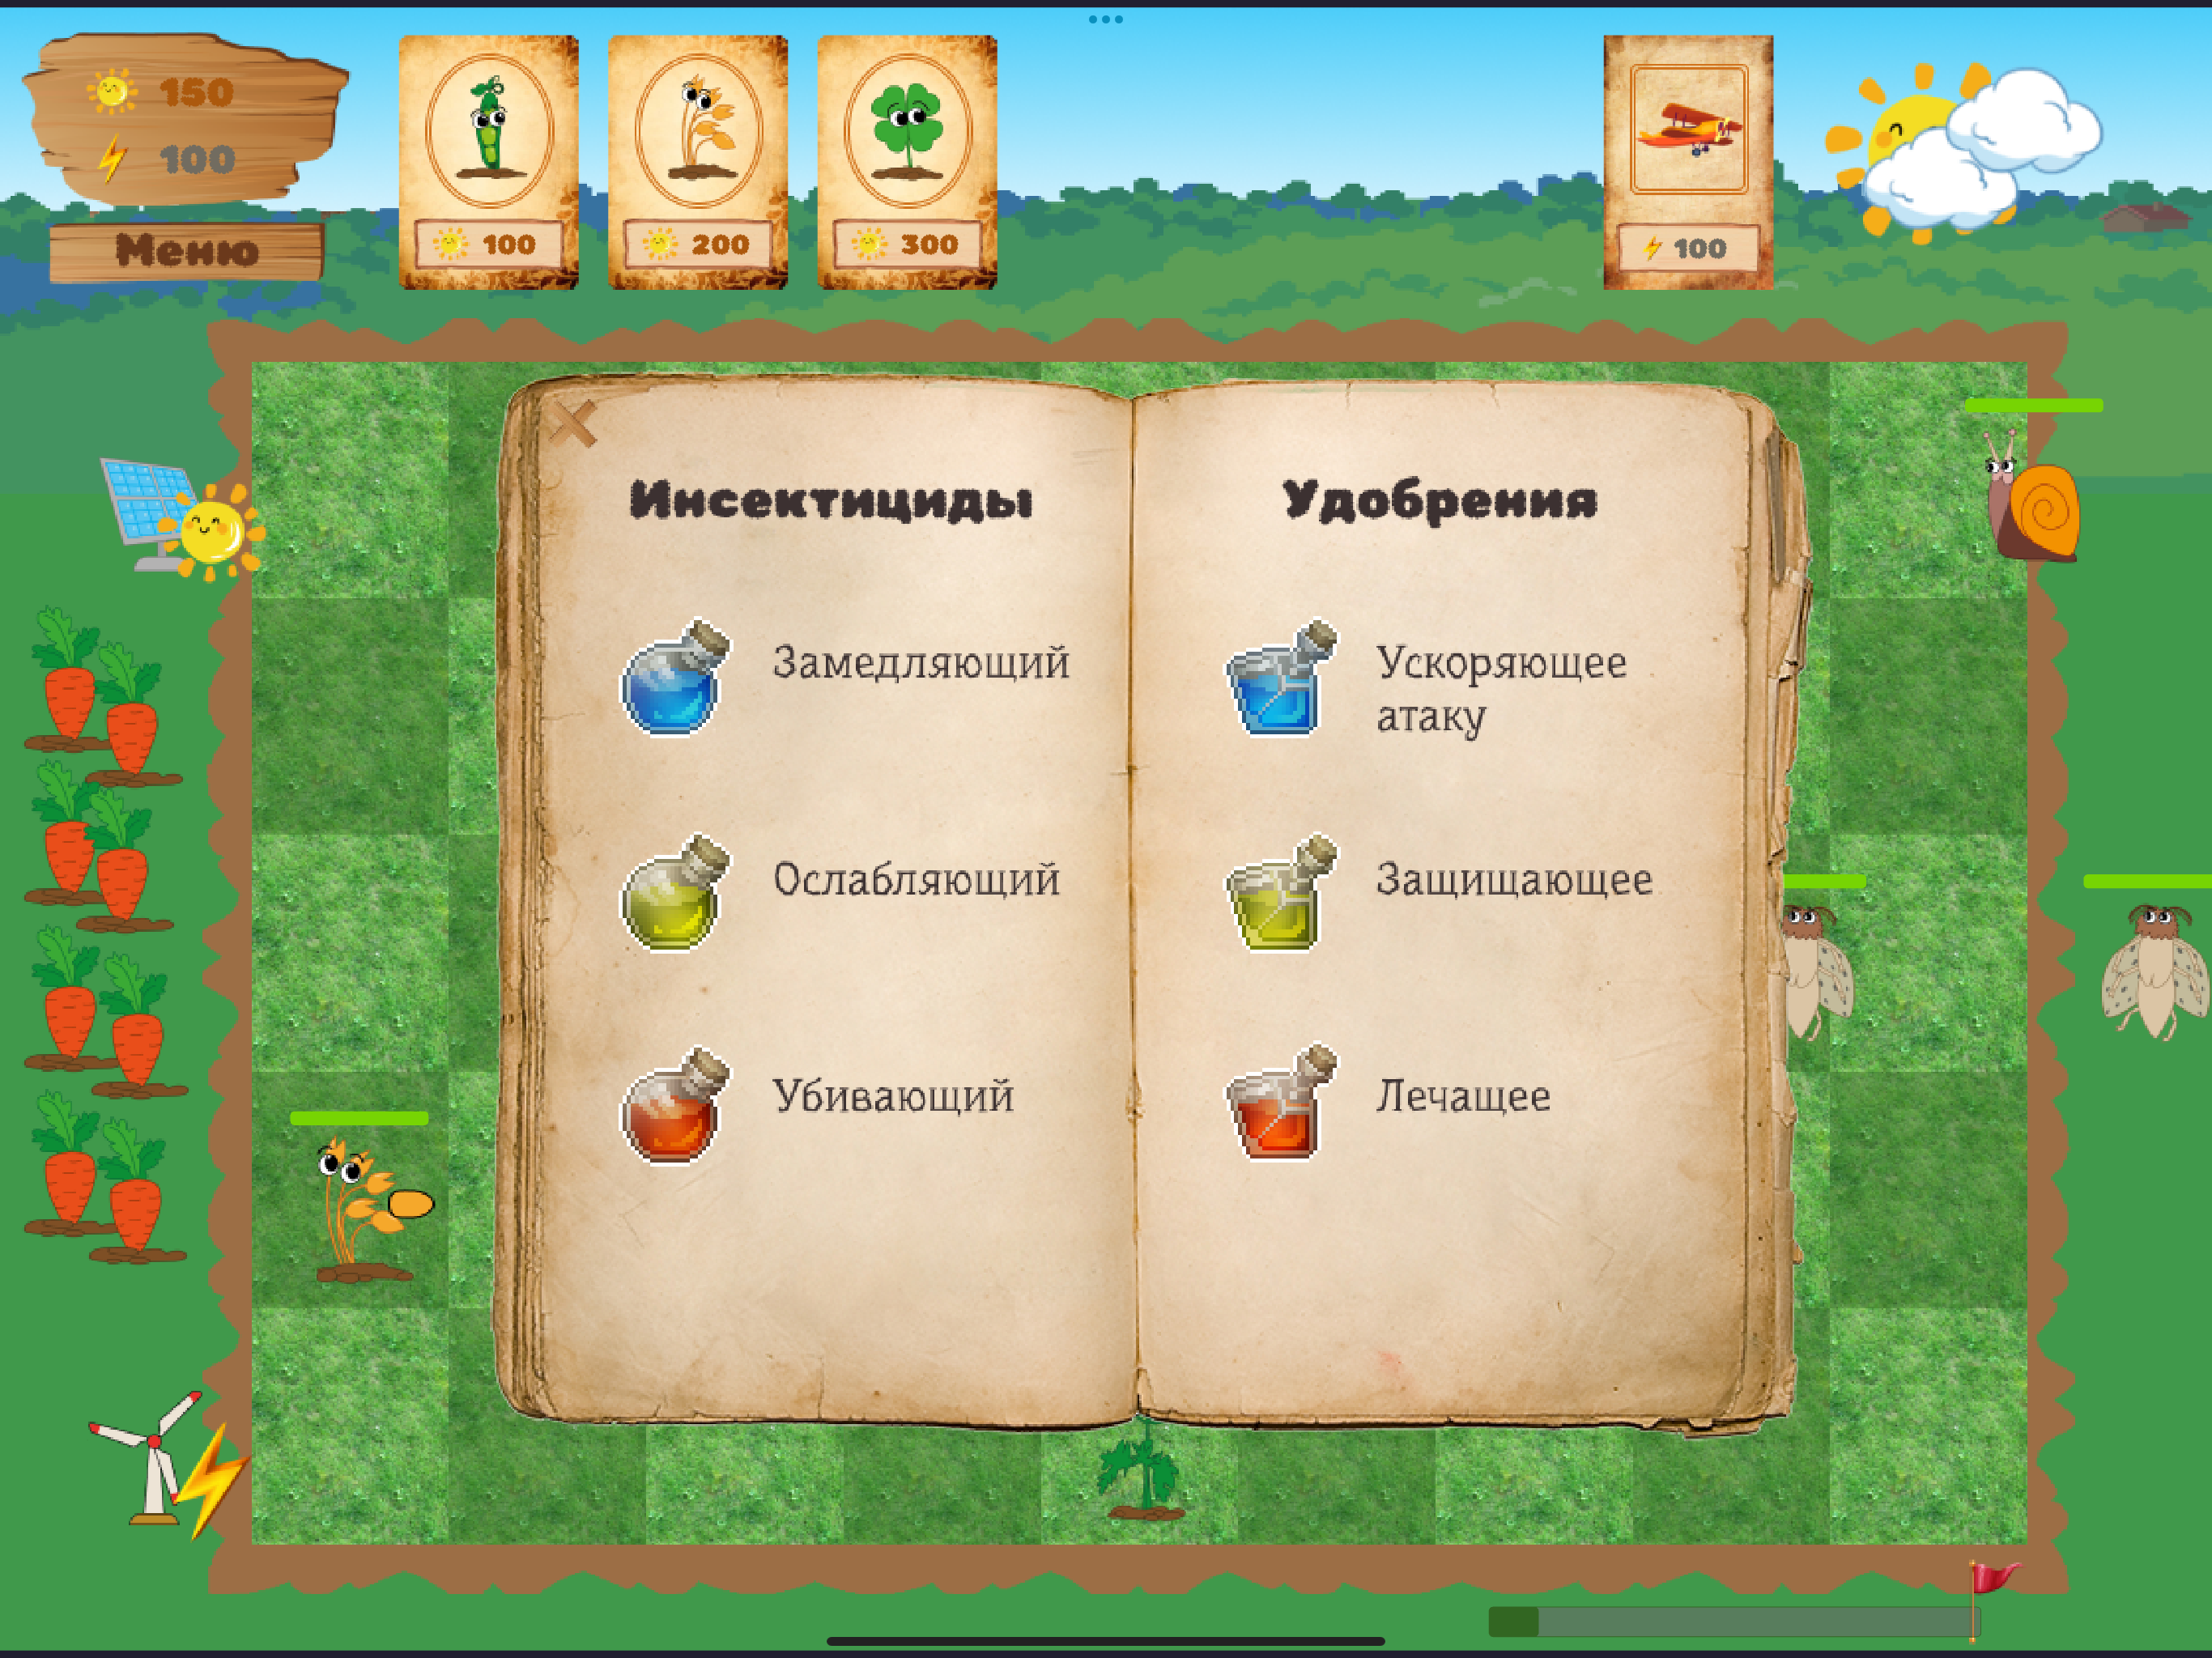 150
100
Меню
100
200
300
100
Инсектициды
Замедляющий
Ослабляющий
Убивающий
Удобрения
Ускоряющее
атаку
Защищающее
Лечащее